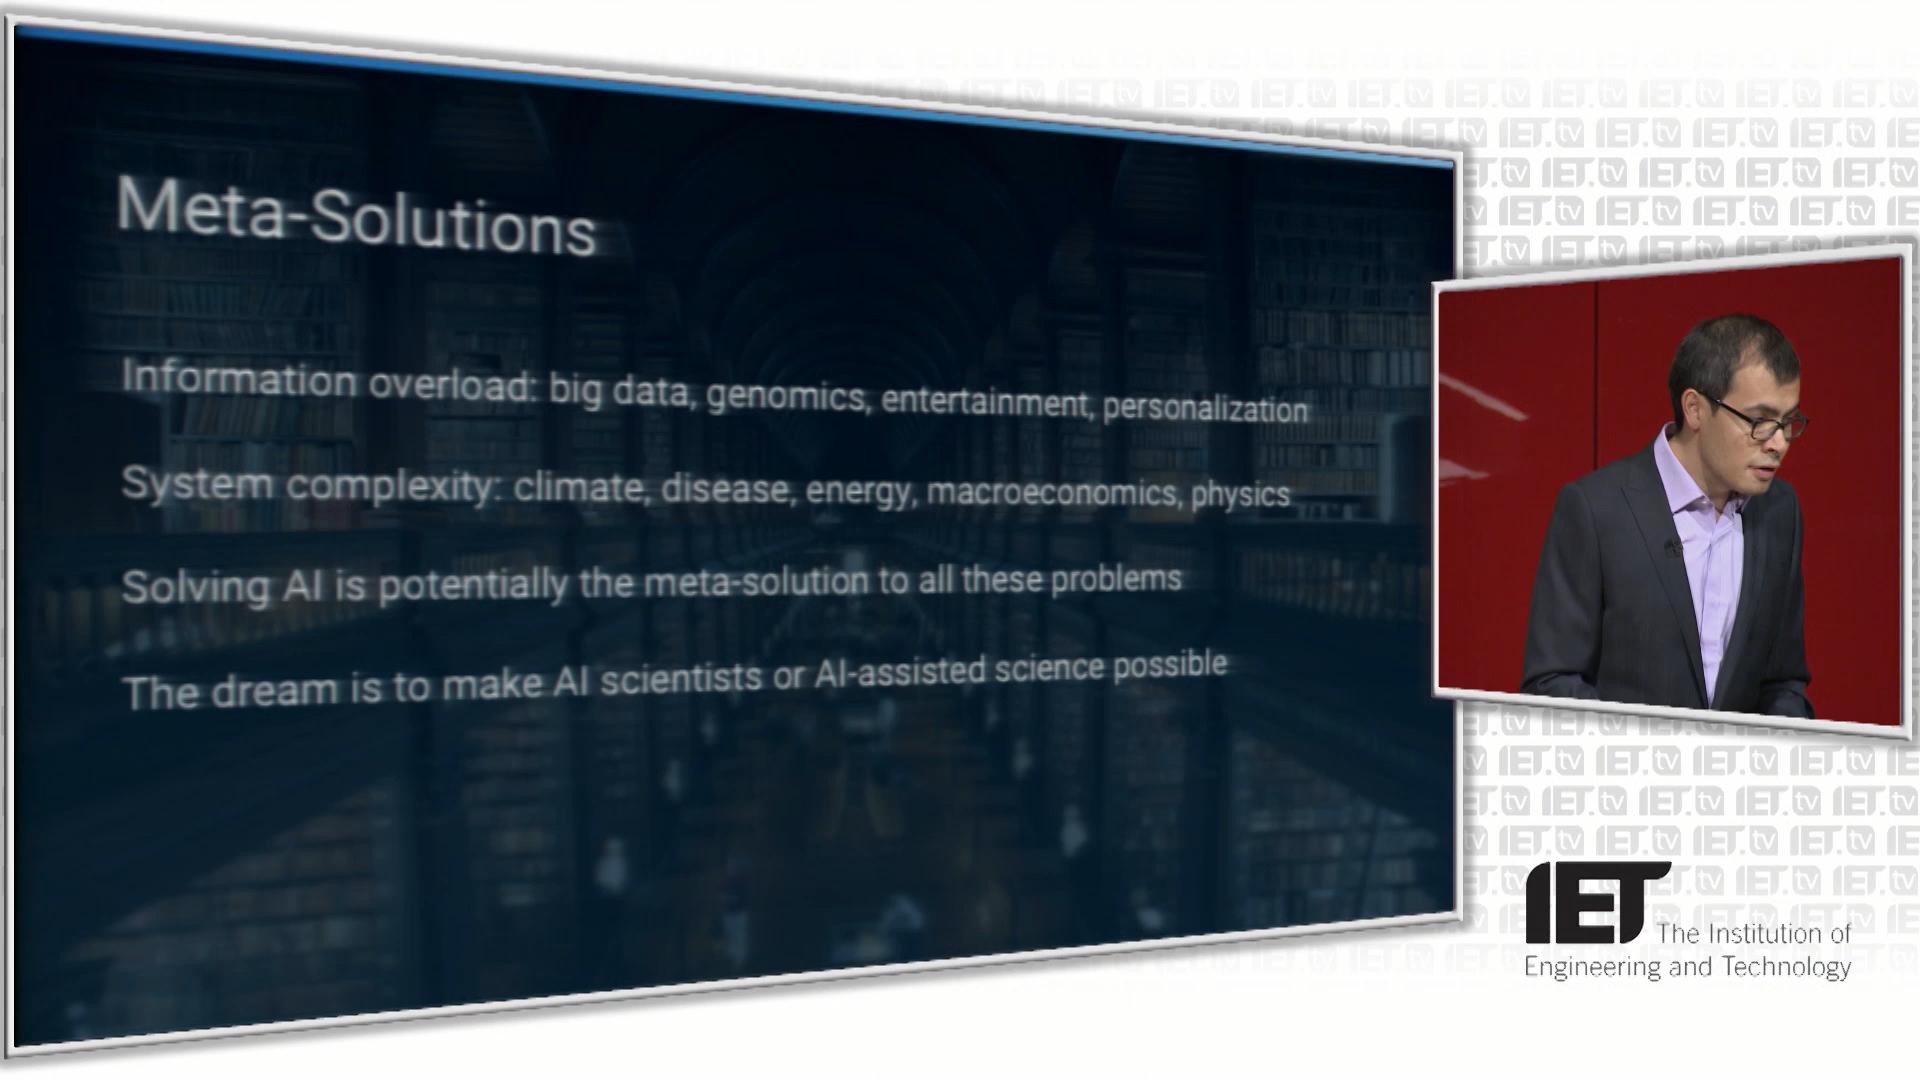 Meta-Solutions
Information overload: big data, genomics, entertainment, personalization
System complexity: climate, disease, energy, macroeconomics, physics
Solving AI is potentially the meta-solution to all these problems
The dream is to make AI scientists or AI-assisted science possible
IET The Institution of
Engineering and Technology
IET.tv